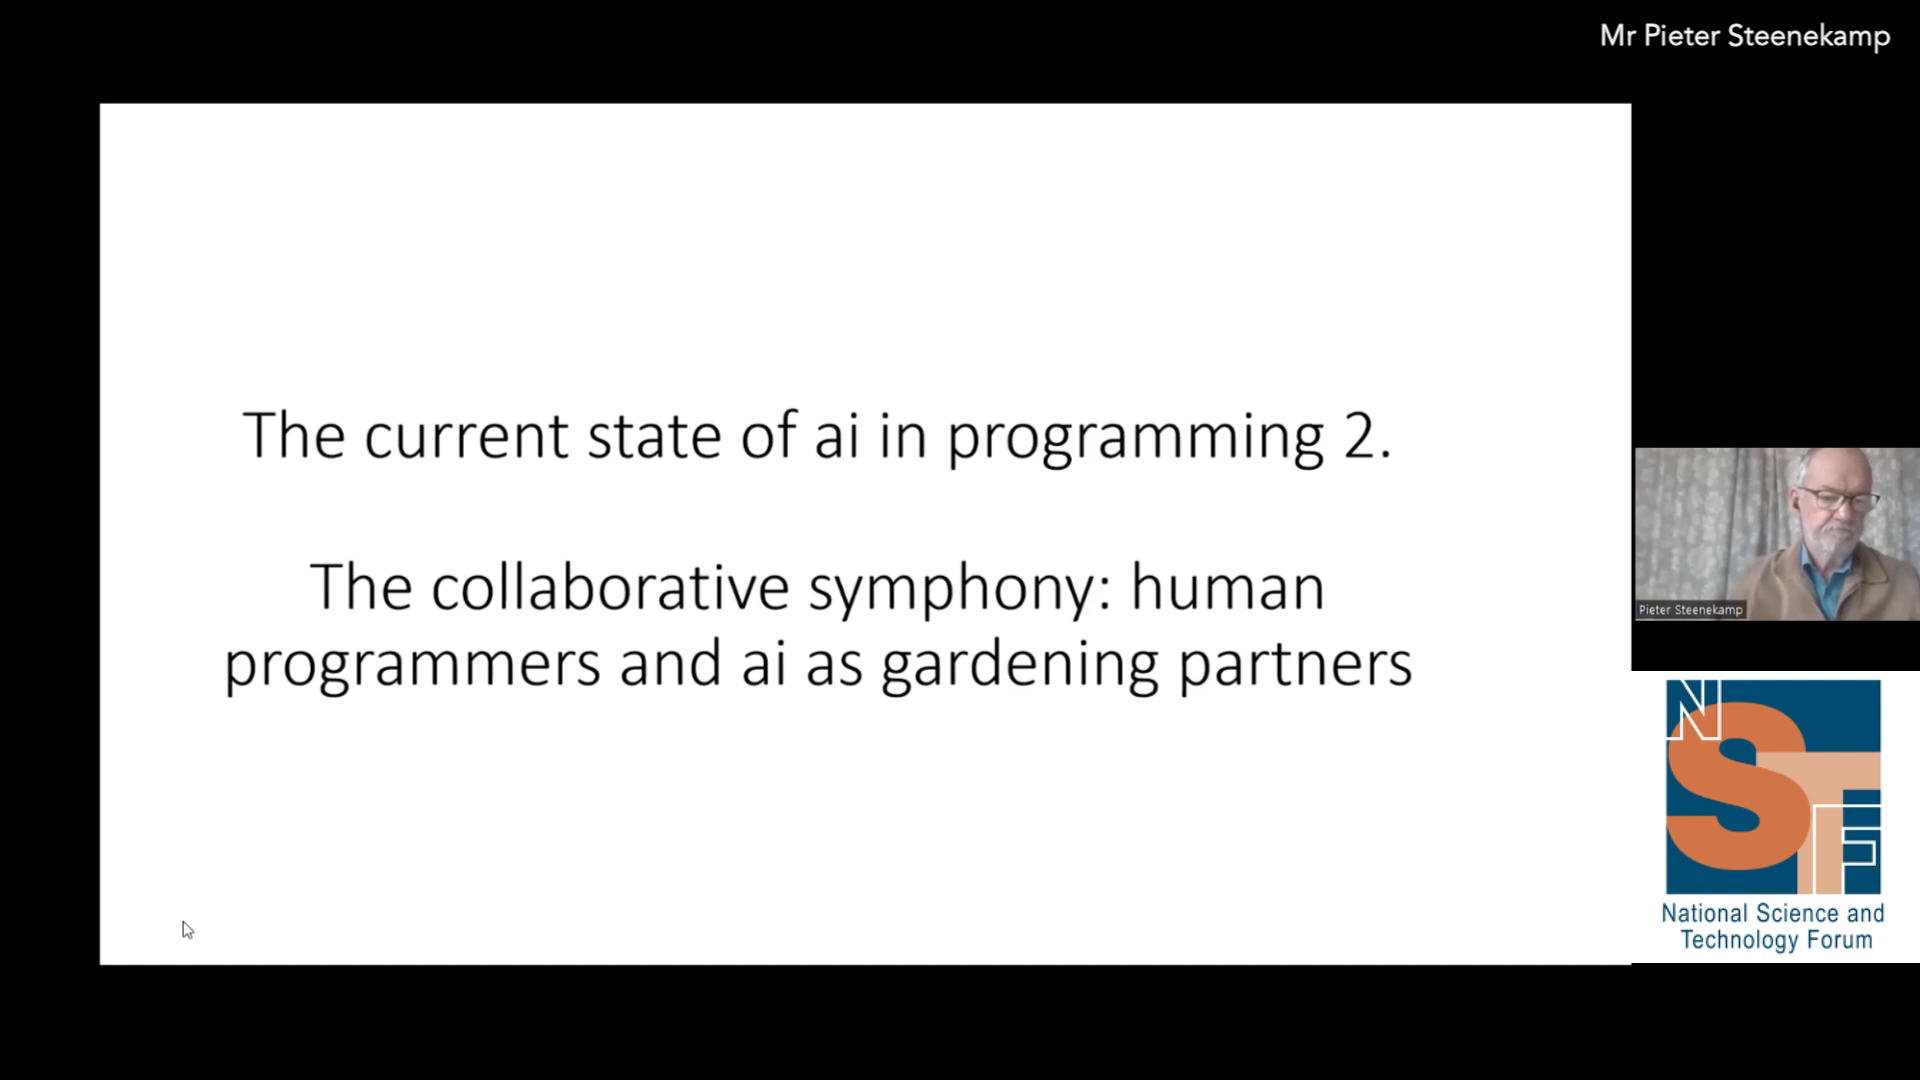 Mr Pieter Steenekamp
The current state of ai in programming 2.
The collaborative symphony: human
programmers and ai as gardening partners
Pieter Steenekamp
NSTF
National Science and
Technology Forum